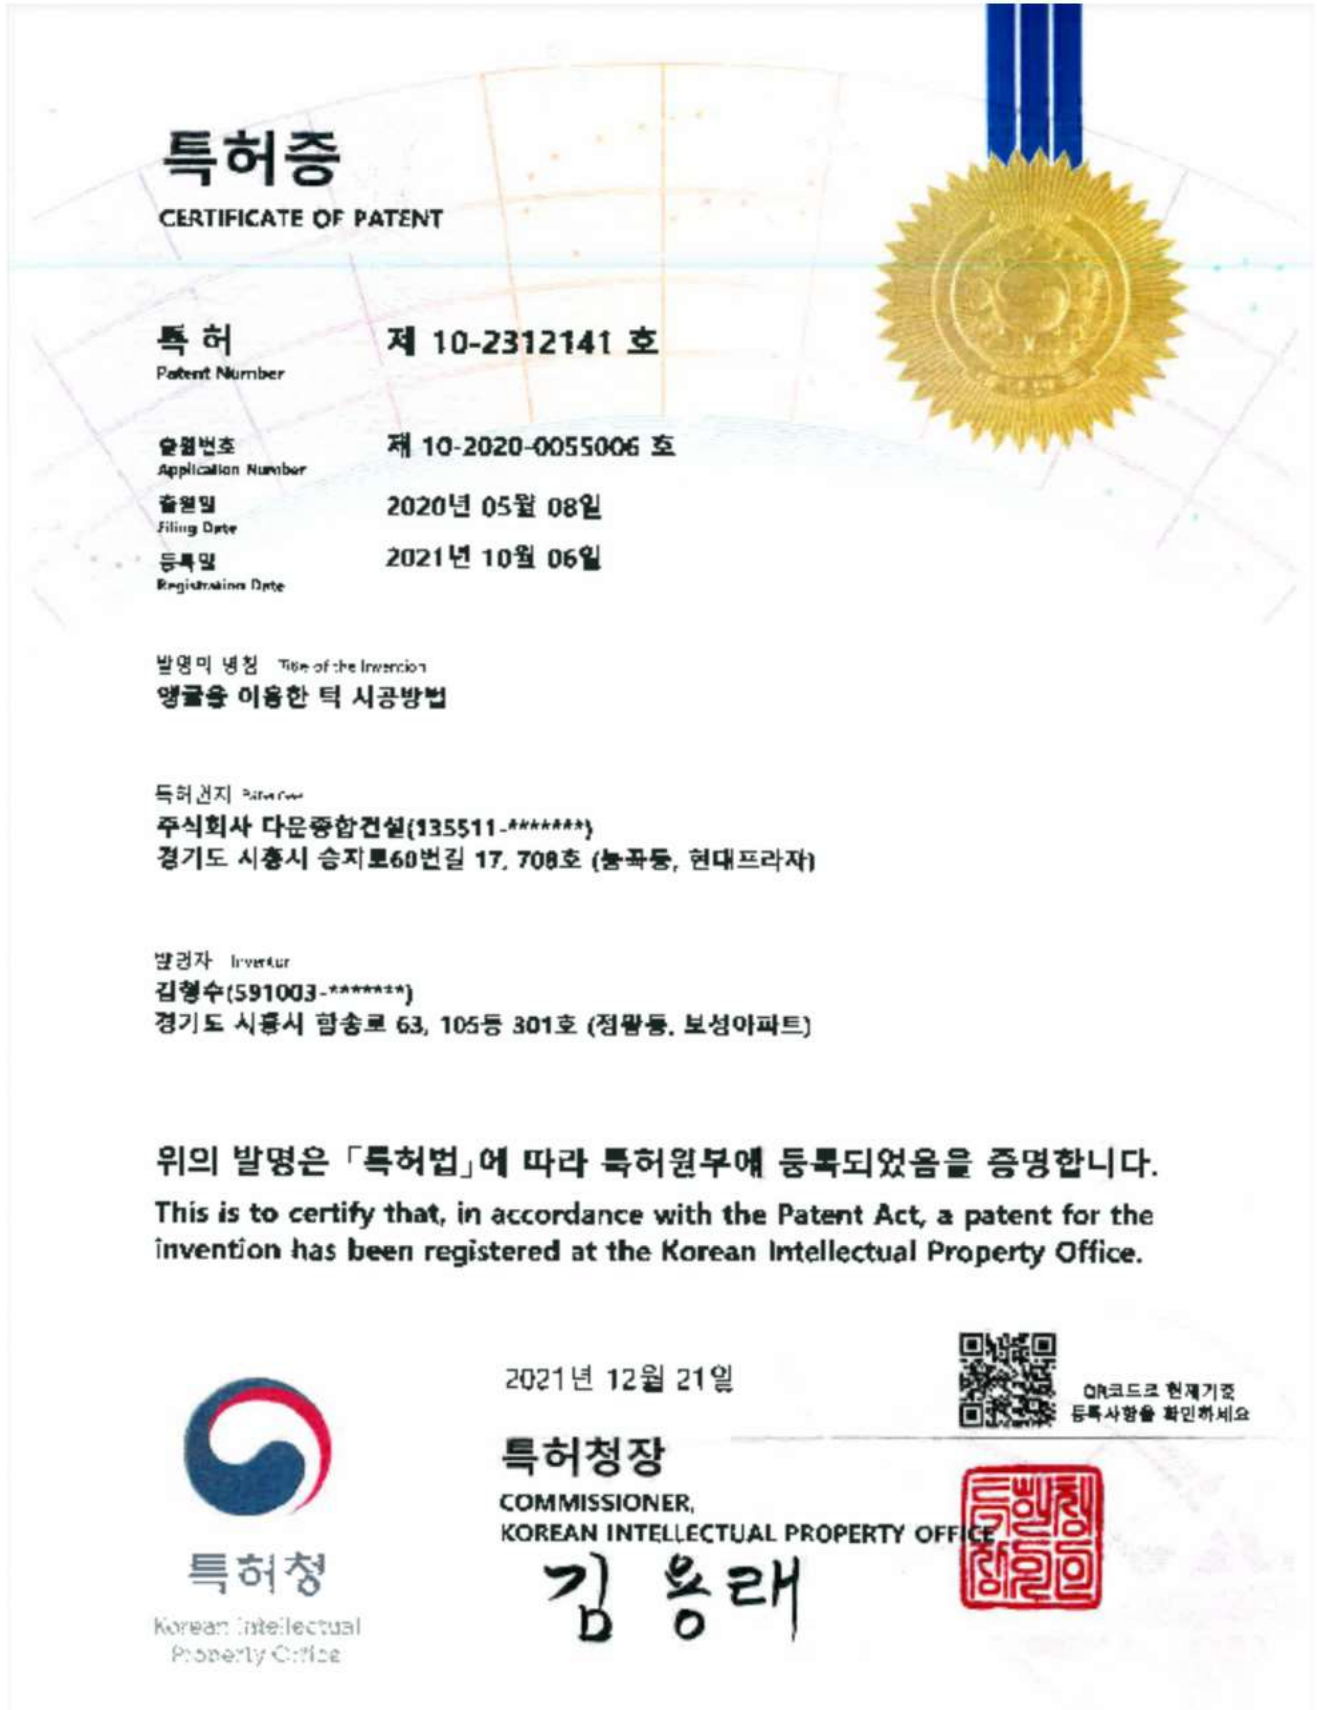 특허증
CERTIFICATE OF PATENT
특 허 제 10-2312141 호
Patent Number
출원번호 제 10-2020-0055006 호
Application Number
출원일 2020년 05월 08일
Filing Date
등록일 2021년 10월 06일
Registration Date
발명의 명칭 Title of the Invention
앵글을 이용한 턱 시공방법
특허권자 Patentee
주식회사 다운종합건설(135511-*******)
경기도 시흥시 승지로60번길 17, 708호 (능곡동, 현대프라자)
발명자 Inventor
김형수(591003-*******)
경기도 시흥시 함송로 63, 105동 301호 (정왕동, 보성아파트)
위의 발명은 「특허법」에 따라 특허원부에 등록되었음을 증명합니다.
This is to certify that, in accordance with the Patent Act, a patent for the
invention has been registered at the Korean Intellectual Property Office.
2021년 12월 21일
QR코드로 현재기준
등록사항을 확인하세요
특허청장
COMMISSIONER,
KOREAN INTELLECTUAL PROPERTY OFFICE
김용래
특허청장의인
특허청
Korean Intellectual
Property Office